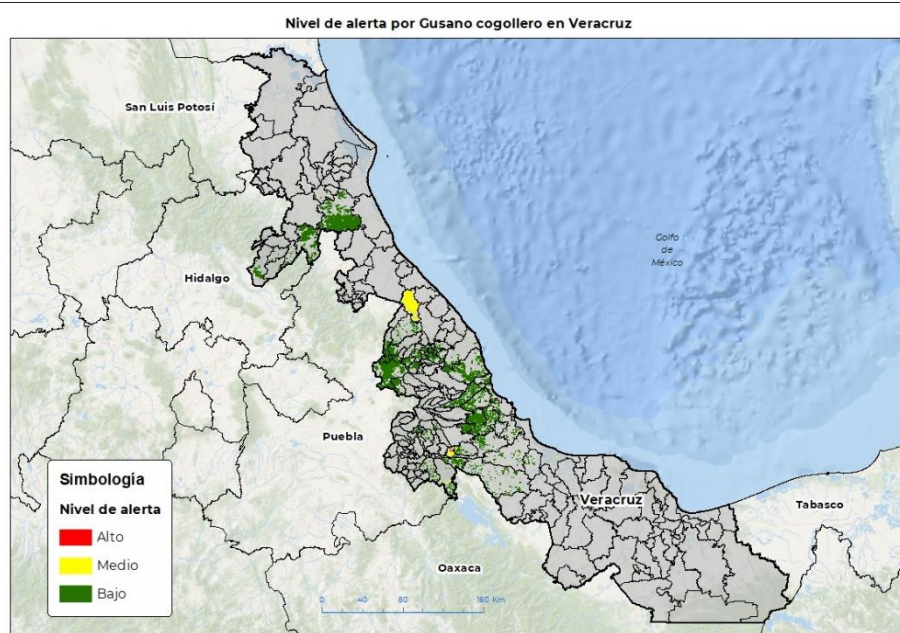 Nivel de alerta por Gusano cogollero en Veracruz
San Luis Potosí
Golfo
de
México
Hidalgo
Puebla
Veracruz
Tabasco
Oaxaca
Simbología
Nivel de alerta
Alto
Medio
Bajo
0 40 80 160 Km